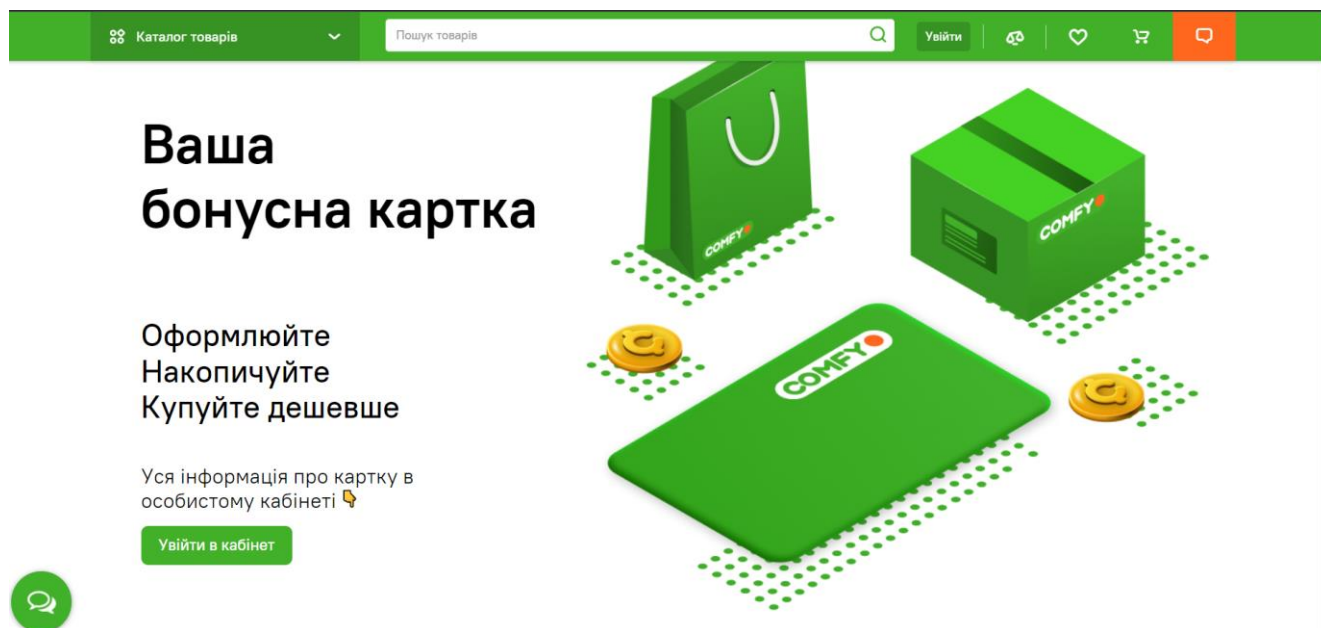 Каталог товарів
Пошук товарів
Увійти
Ваша
бонусна картка
COMFY
COMFY
COMFY
Оформлюйте
Накопичуйте
Купуйте дешевше
Уся інформація про картку в
особистому кабінеті
Увійти в кабінет